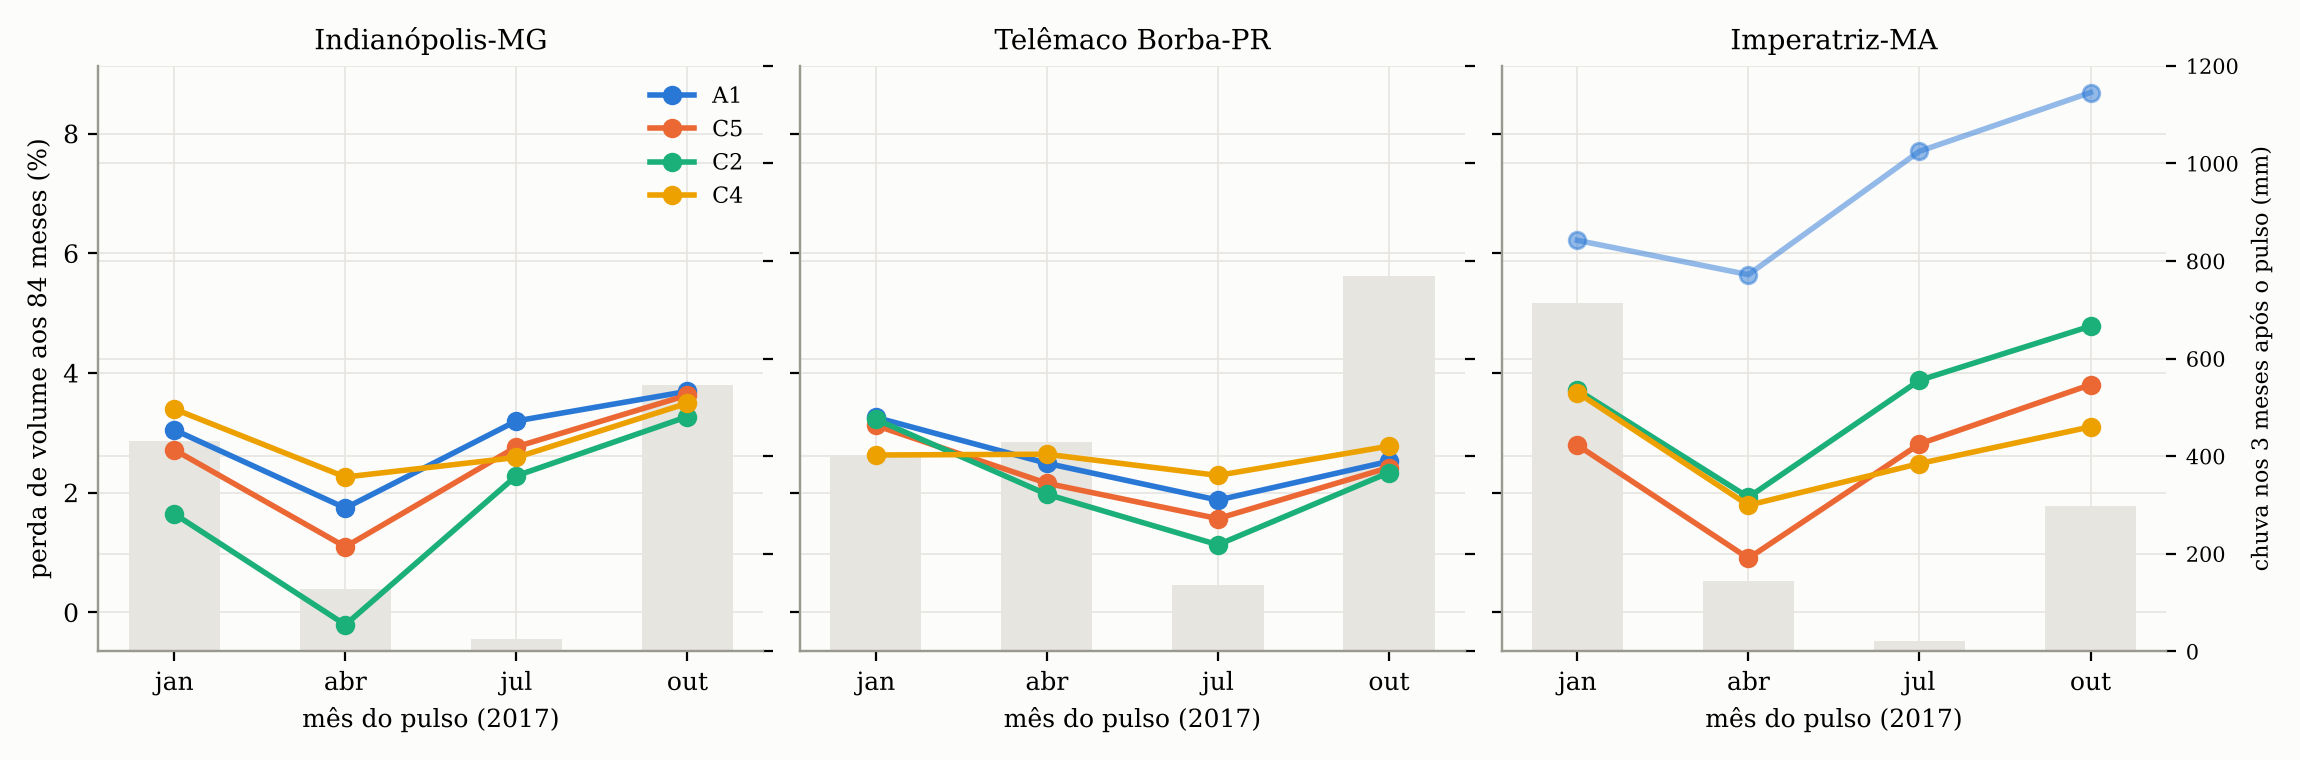 Indianópolis-MG
Telêmaco Borba-PR
Imperatriz-MA
perda de volume aos 84 meses (%)
8
6
4
2
0
A1
C5
C2
C4
1200
1000
800
600
400
200
0
chuva nos 3 meses após o pulso (mm)
jan abr jul out
jan abr jul out
jan abr jul out
mês do pulso (2017)
mês do pulso (2017)
mês do pulso (2017)